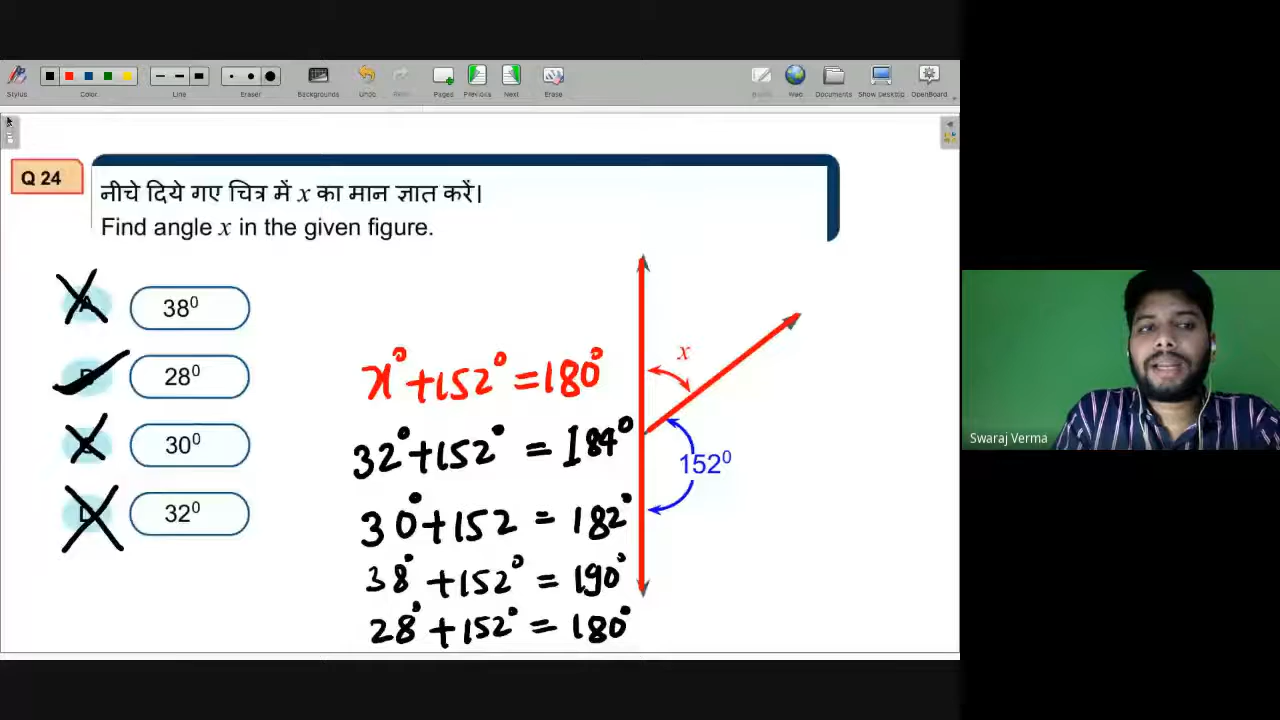 Stylus Color Line Eraser Backgrounds Undo Pages Previous Next Erase Web Documents Show Desktop OpenBoard
Q 24
नीचे दिये गए चित्र में x का मान ज्ञात करें।
Find angle x in the given figure.
A 38⁰
28⁰
30⁰
D 32⁰
x° + 152° = 180°
32° + 152° = 184°
30° + 152 = 182°
38° + 152° = 190°
28° + 152° = 180°
x
152⁰
Swaraj Verma